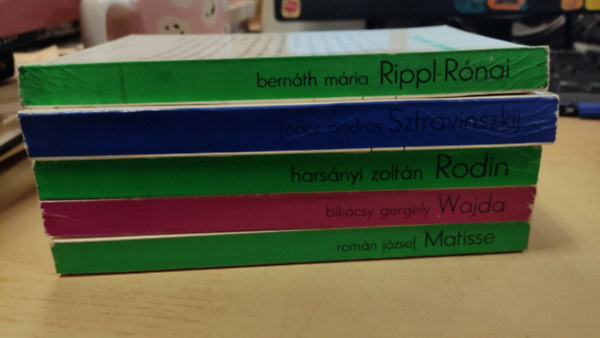 bernáth mária Rippl-Rónai
fodor andrás Sztravinszkij
harsányi zoltán Rodin
bikácsy gergely Wajda
román józsef Matisse